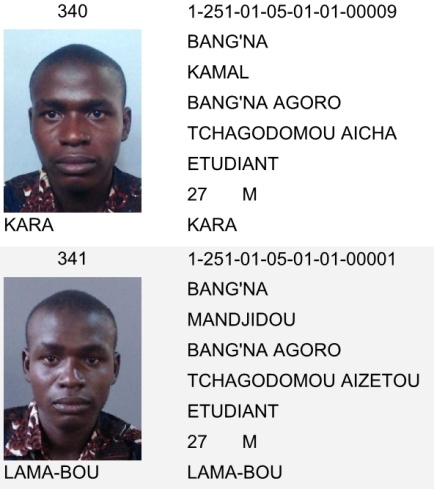 340 1-251-01-05-01-01-00009
BANG'NA
KAMAL
BANG'NA AGORO
TCHAGODOMOU AICHA
ETUDIANT
27 M
KARA KARA
341 1-251-01-05-01-01-00001
BANG'NA
MANDJIDOU
BANG'NA AGORO
TCHAGODOMOU AIZETOU
ETUDIANT
27 M
LAMA-BOU LAMA-BOU